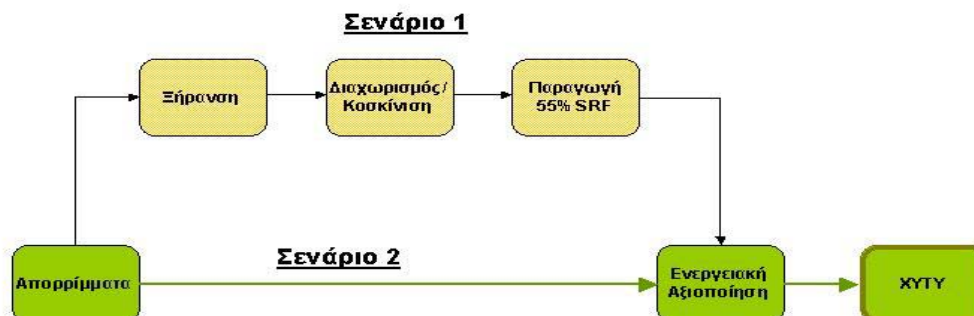 Σενάριο 1
Ξήρανση
Διαχωρισμός/
Κοσκίνιση
Παραγωγή
55% SRF
Σενάριο 2
Απορρίμματα
Ενεργειακή
Αξιοποίηση
ΧΥΤΥ